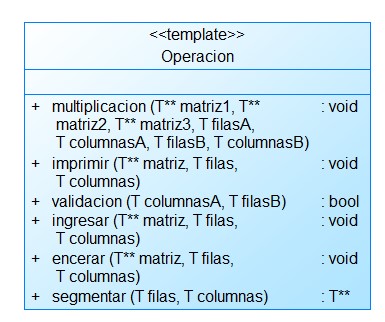 <<template>>
Operacion
+ multiplicacion (T** matriz1, T** : void
matriz2, T** matriz3, T filasA,
T columnasA, T filasB, T columnasB)
+ imprimir (T** matriz, T filas, : void
T columnas)
+ validacion (T columnasA, T filasB) : bool
+ ingresar (T** matriz, T filas, : void
T columnas)
+ encerar (T** matriz, T filas, : void
T columnas)
+ segmentar (T filas, T columnas) : T**